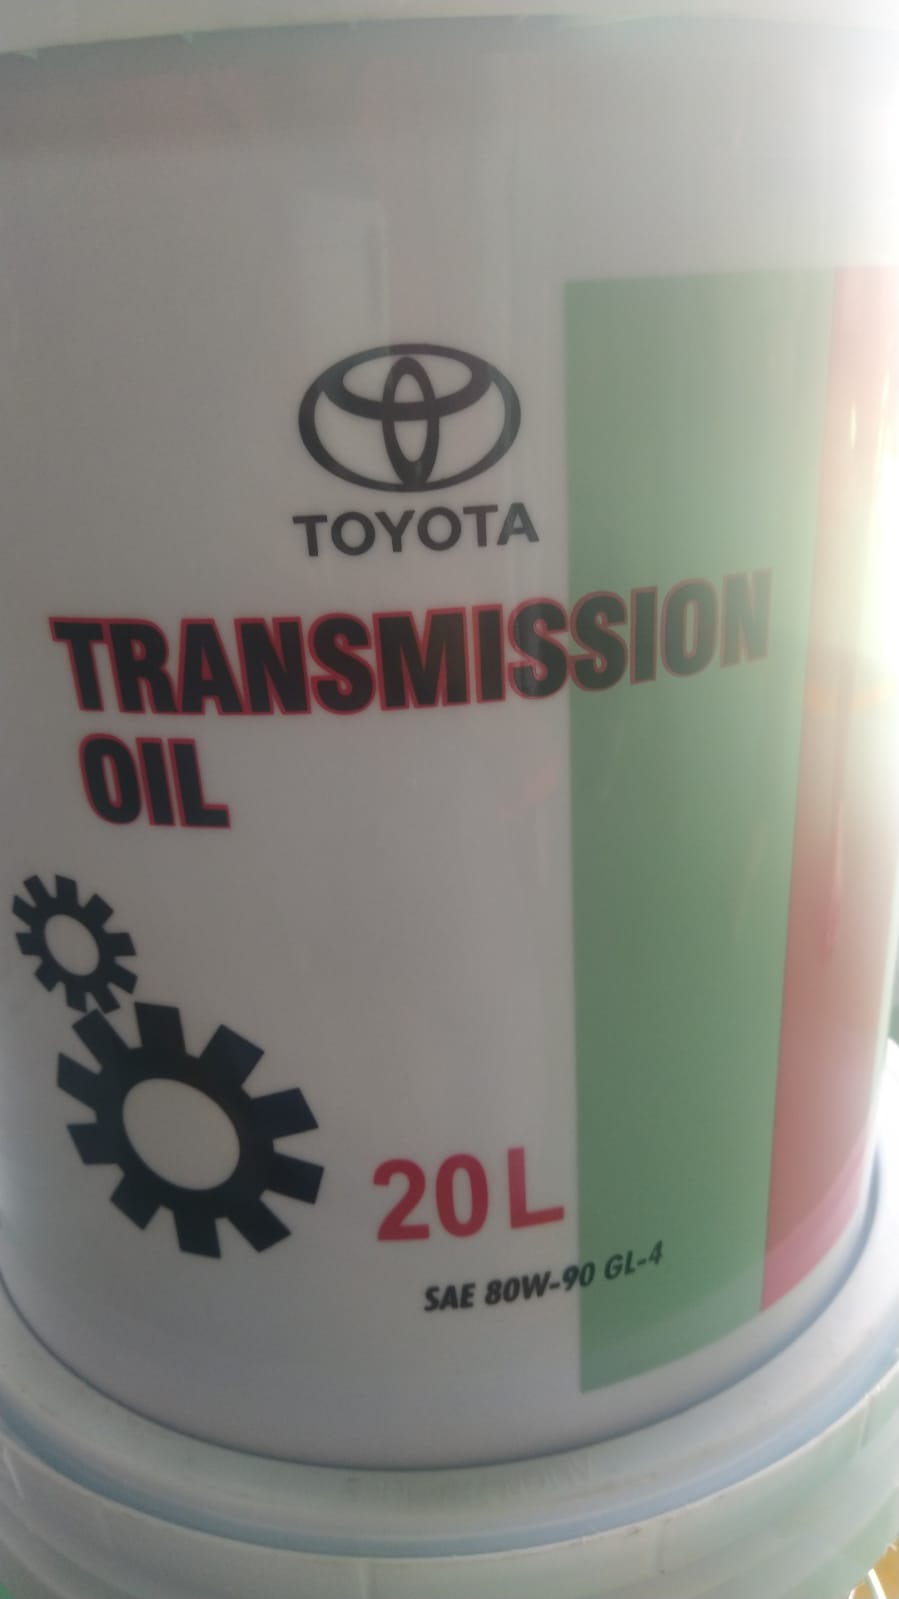 TOYOTA
TRANSMISSION
OIL
20L
SAE 80W-90 GL-4